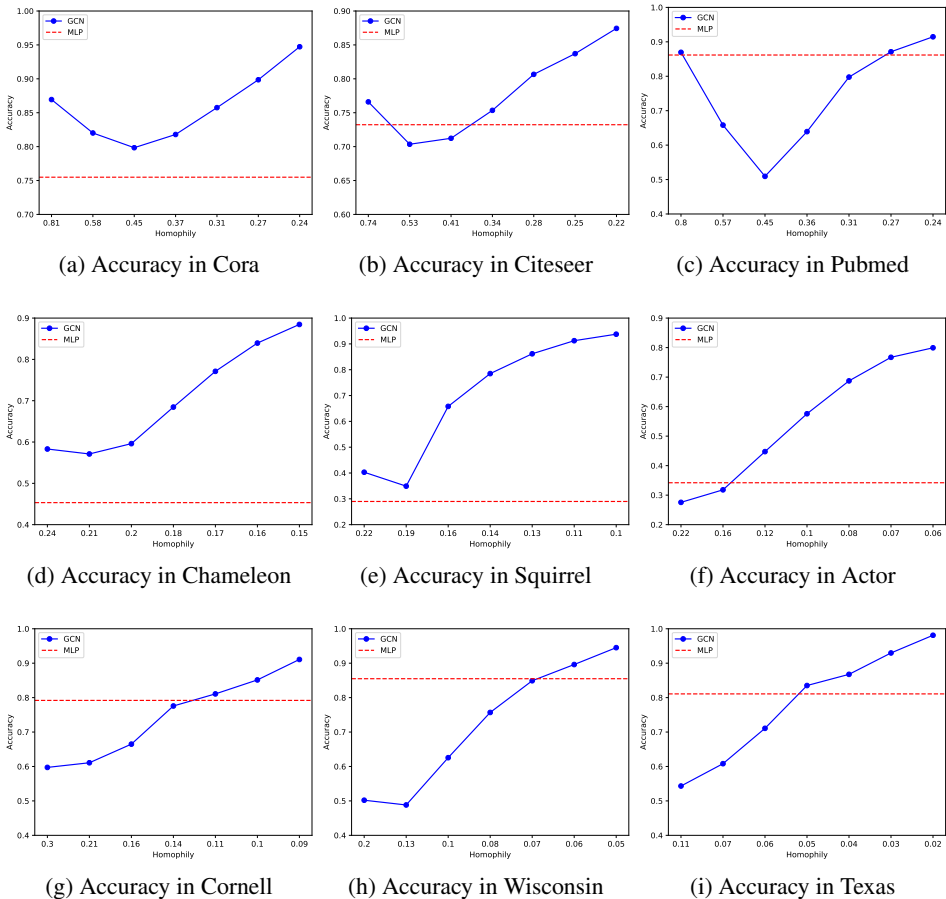 1.00
0.95
0.90
0.85
0.80
0.75
0.70
Accuracy
GCN
MLP
0.81 0.58 0.45 0.37 0.31 0.27 0.24
Homophily
(a) Accuracy in Cora
0.90
0.85
0.80
0.75
0.70
0.65
0.60
Accuracy
GCN
MLP
0.74 0.53 0.41 0.34 0.28 0.25 0.22
Homophily
(b) Accuracy in Citeseer
1.0
0.9
0.8
0.7
0.6
0.5
0.4
Accuracy
GCN
MLP
0.8 0.57 0.45 0.36 0.31 0.27 0.24
Homophily
(c) Accuracy in Pubmed
0.9
0.8
0.7
0.6
0.5
0.4
Accuracy
GCN
MLP
0.24 0.21 0.2 0.18 0.17 0.16 0.15
Homophily
(d) Accuracy in Chameleon
1.0
0.9
0.8
0.7
0.6
0.5
0.4
0.3
0.2
Accuracy
GCN
MLP
0.22 0.19 0.16 0.14 0.13 0.11 0.1
Homophily
(e) Accuracy in Squirrel
0.9
0.8
0.7
0.6
0.5
0.4
0.3
0.2
Accuracy
GCN
MLP
0.22 0.16 0.12 0.1 0.08 0.07 0.06
Homophily
(f) Accuracy in Actor
1.0
0.9
0.8
0.7
0.6
0.5
0.4
Accuracy
GCN
MLP
0.3 0.21 0.16 0.14 0.11 0.1 0.09
Homophily
(g) Accuracy in Cornell
1.0
0.9
0.8
0.7
0.6
0.5
0.4
Accuracy
GCN
MLP
0.2 0.13 0.1 0.08 0.07 0.06 0.05
Homophily
(h) Accuracy in Wisconsin
1.0
0.9
0.8
0.7
0.6
0.5
0.4
Accuracy
GCN
MLP
0.11 0.07 0.06 0.05 0.04 0.03 0.02
Homophily
(i) Accuracy in Texas